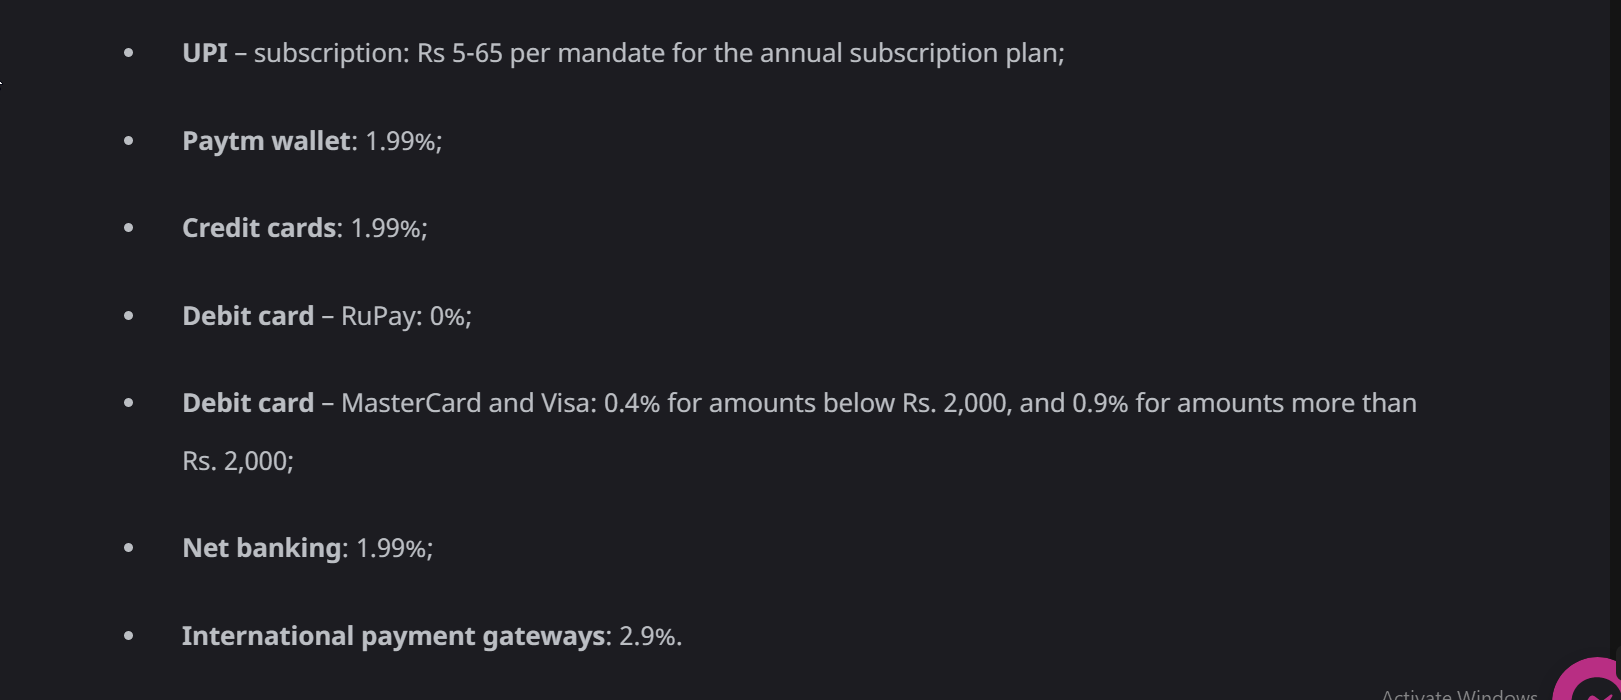 • UPI – subscription: Rs 5-65 per mandate for the annual subscription plan;
• Paytm wallet: 1.99%;
• Credit cards: 1.99%;
• Debit card – RuPay: 0%;
• Debit card – MasterCard and Visa: 0.4% for amounts below Rs. 2,000, and 0.9% for amounts more than
Rs. 2,000;
• Net banking: 1.99%;
• International payment gateways: 2.9%.
Activate Windows